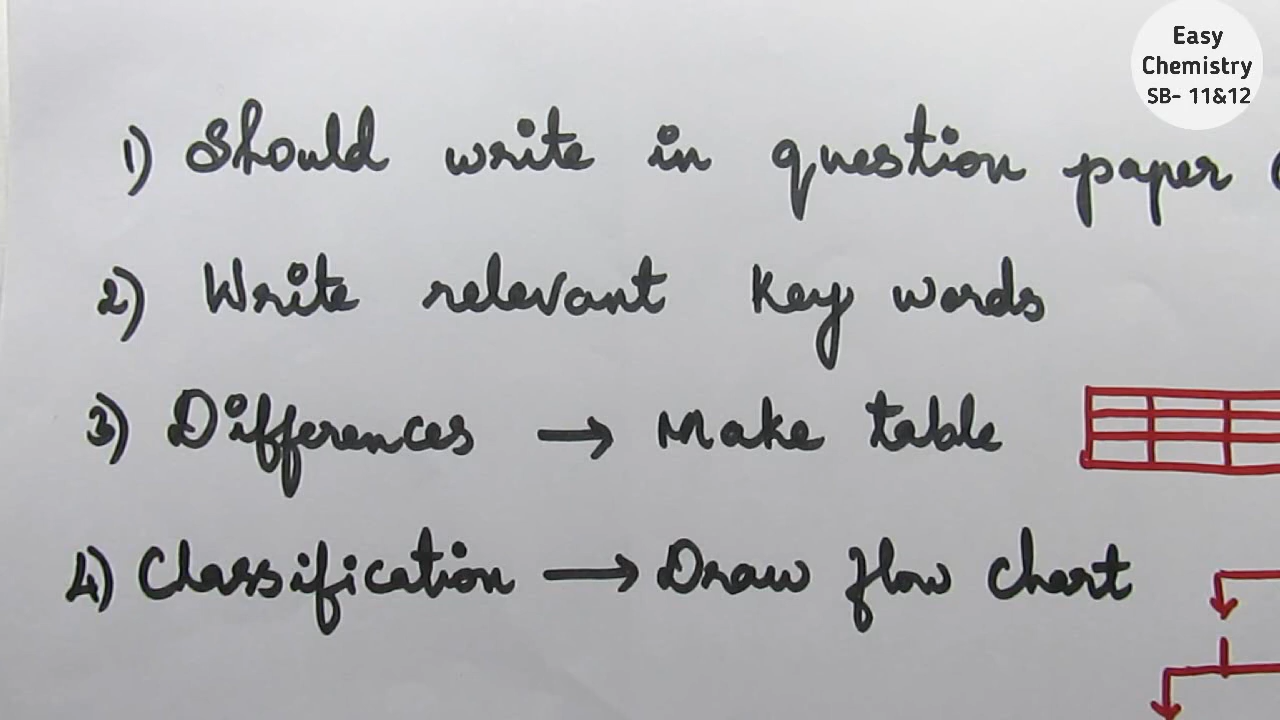 Easy
Chemistry
SB- 11&12
1) Should write in question paper
2) Write relevant key words
3) Differences → Make table
4) Classification → Draw flow chart